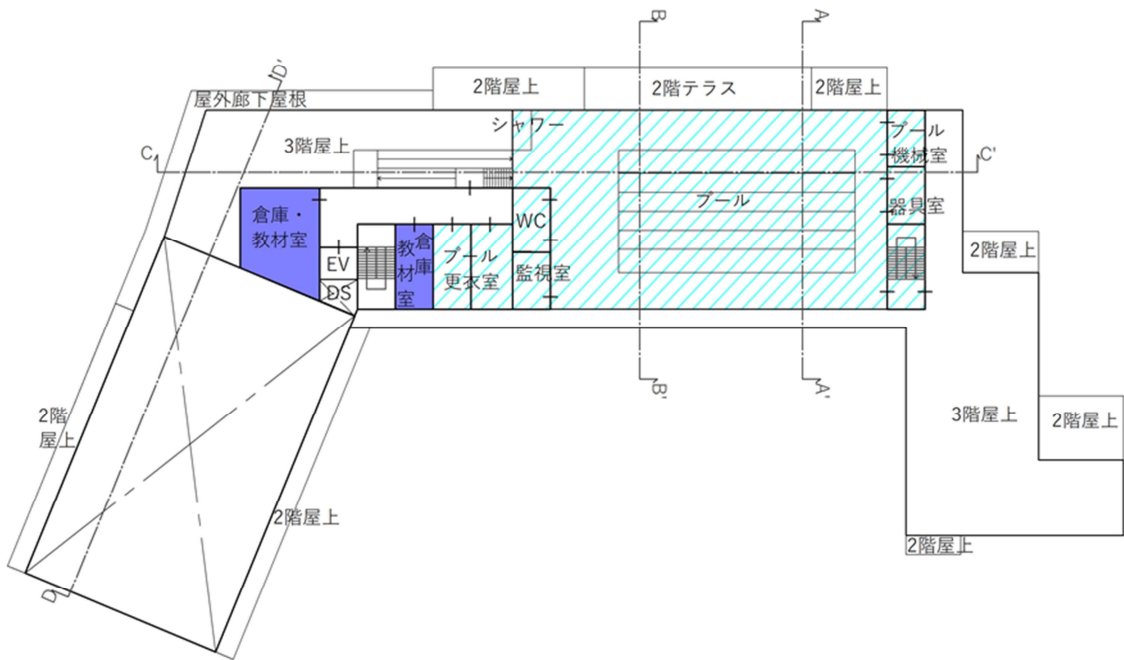 B
A
D'
2階屋上
2階テラス
2階屋上
屋外廊下屋根
シャワー
プール
機械室
3階屋上
C
C'
プール
器具室
倉庫・
教材室
WC
倉庫
教材室
プール
更衣室
監視室
EV
DS
2階屋上
B'
A'
2階
屋上
3階屋上
2階屋上
2階屋上
2階屋上
D